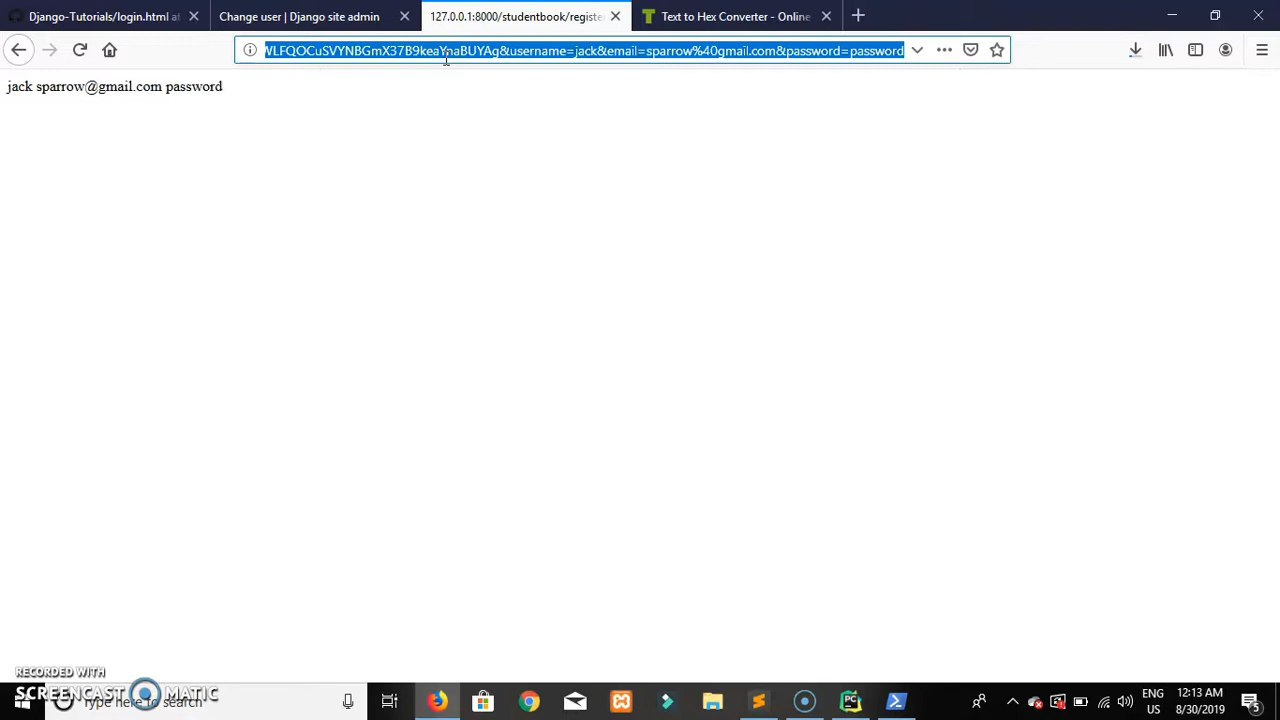 Django-Tutorials/login.html at
Change user | Django site admin
127.0.0.1:8000/studentbook/registe
Text to Hex Converter - Online
WLFQOCuSVYNBGmX37B9keaYnaBUYAg&username=jack&email=sparrow%40gmail.com&password=password
jack sparrow@gmail.com password
RECORDED WITH
SCREENCAST MATIC
Type here to search
PC
ENG
US
12:13 AM
8/30/2019
5